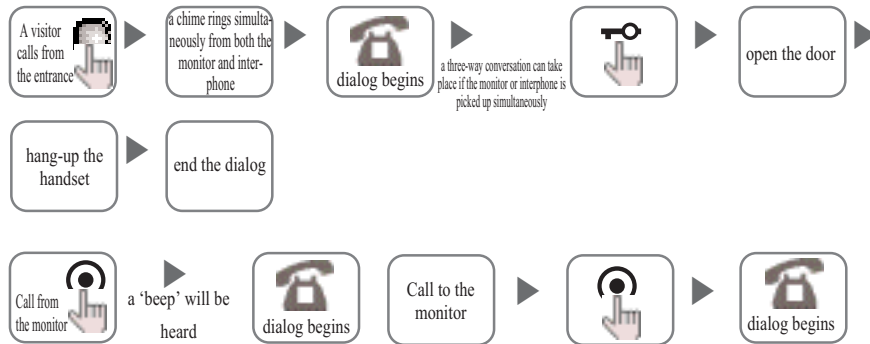 A visitor
calls from
the entrance
a chime rings simulta-
neously from both the
monitor and inter-
phone
dialog begins
a three-way conversation can take
place if the monitor or interphone is
picked up simultaneously
open the door
hang-up the
handset
end the dialog
Call from
the monitor
a ‘beep’ will be
heard
dialog begins
Call to the
monitor
dialog begins